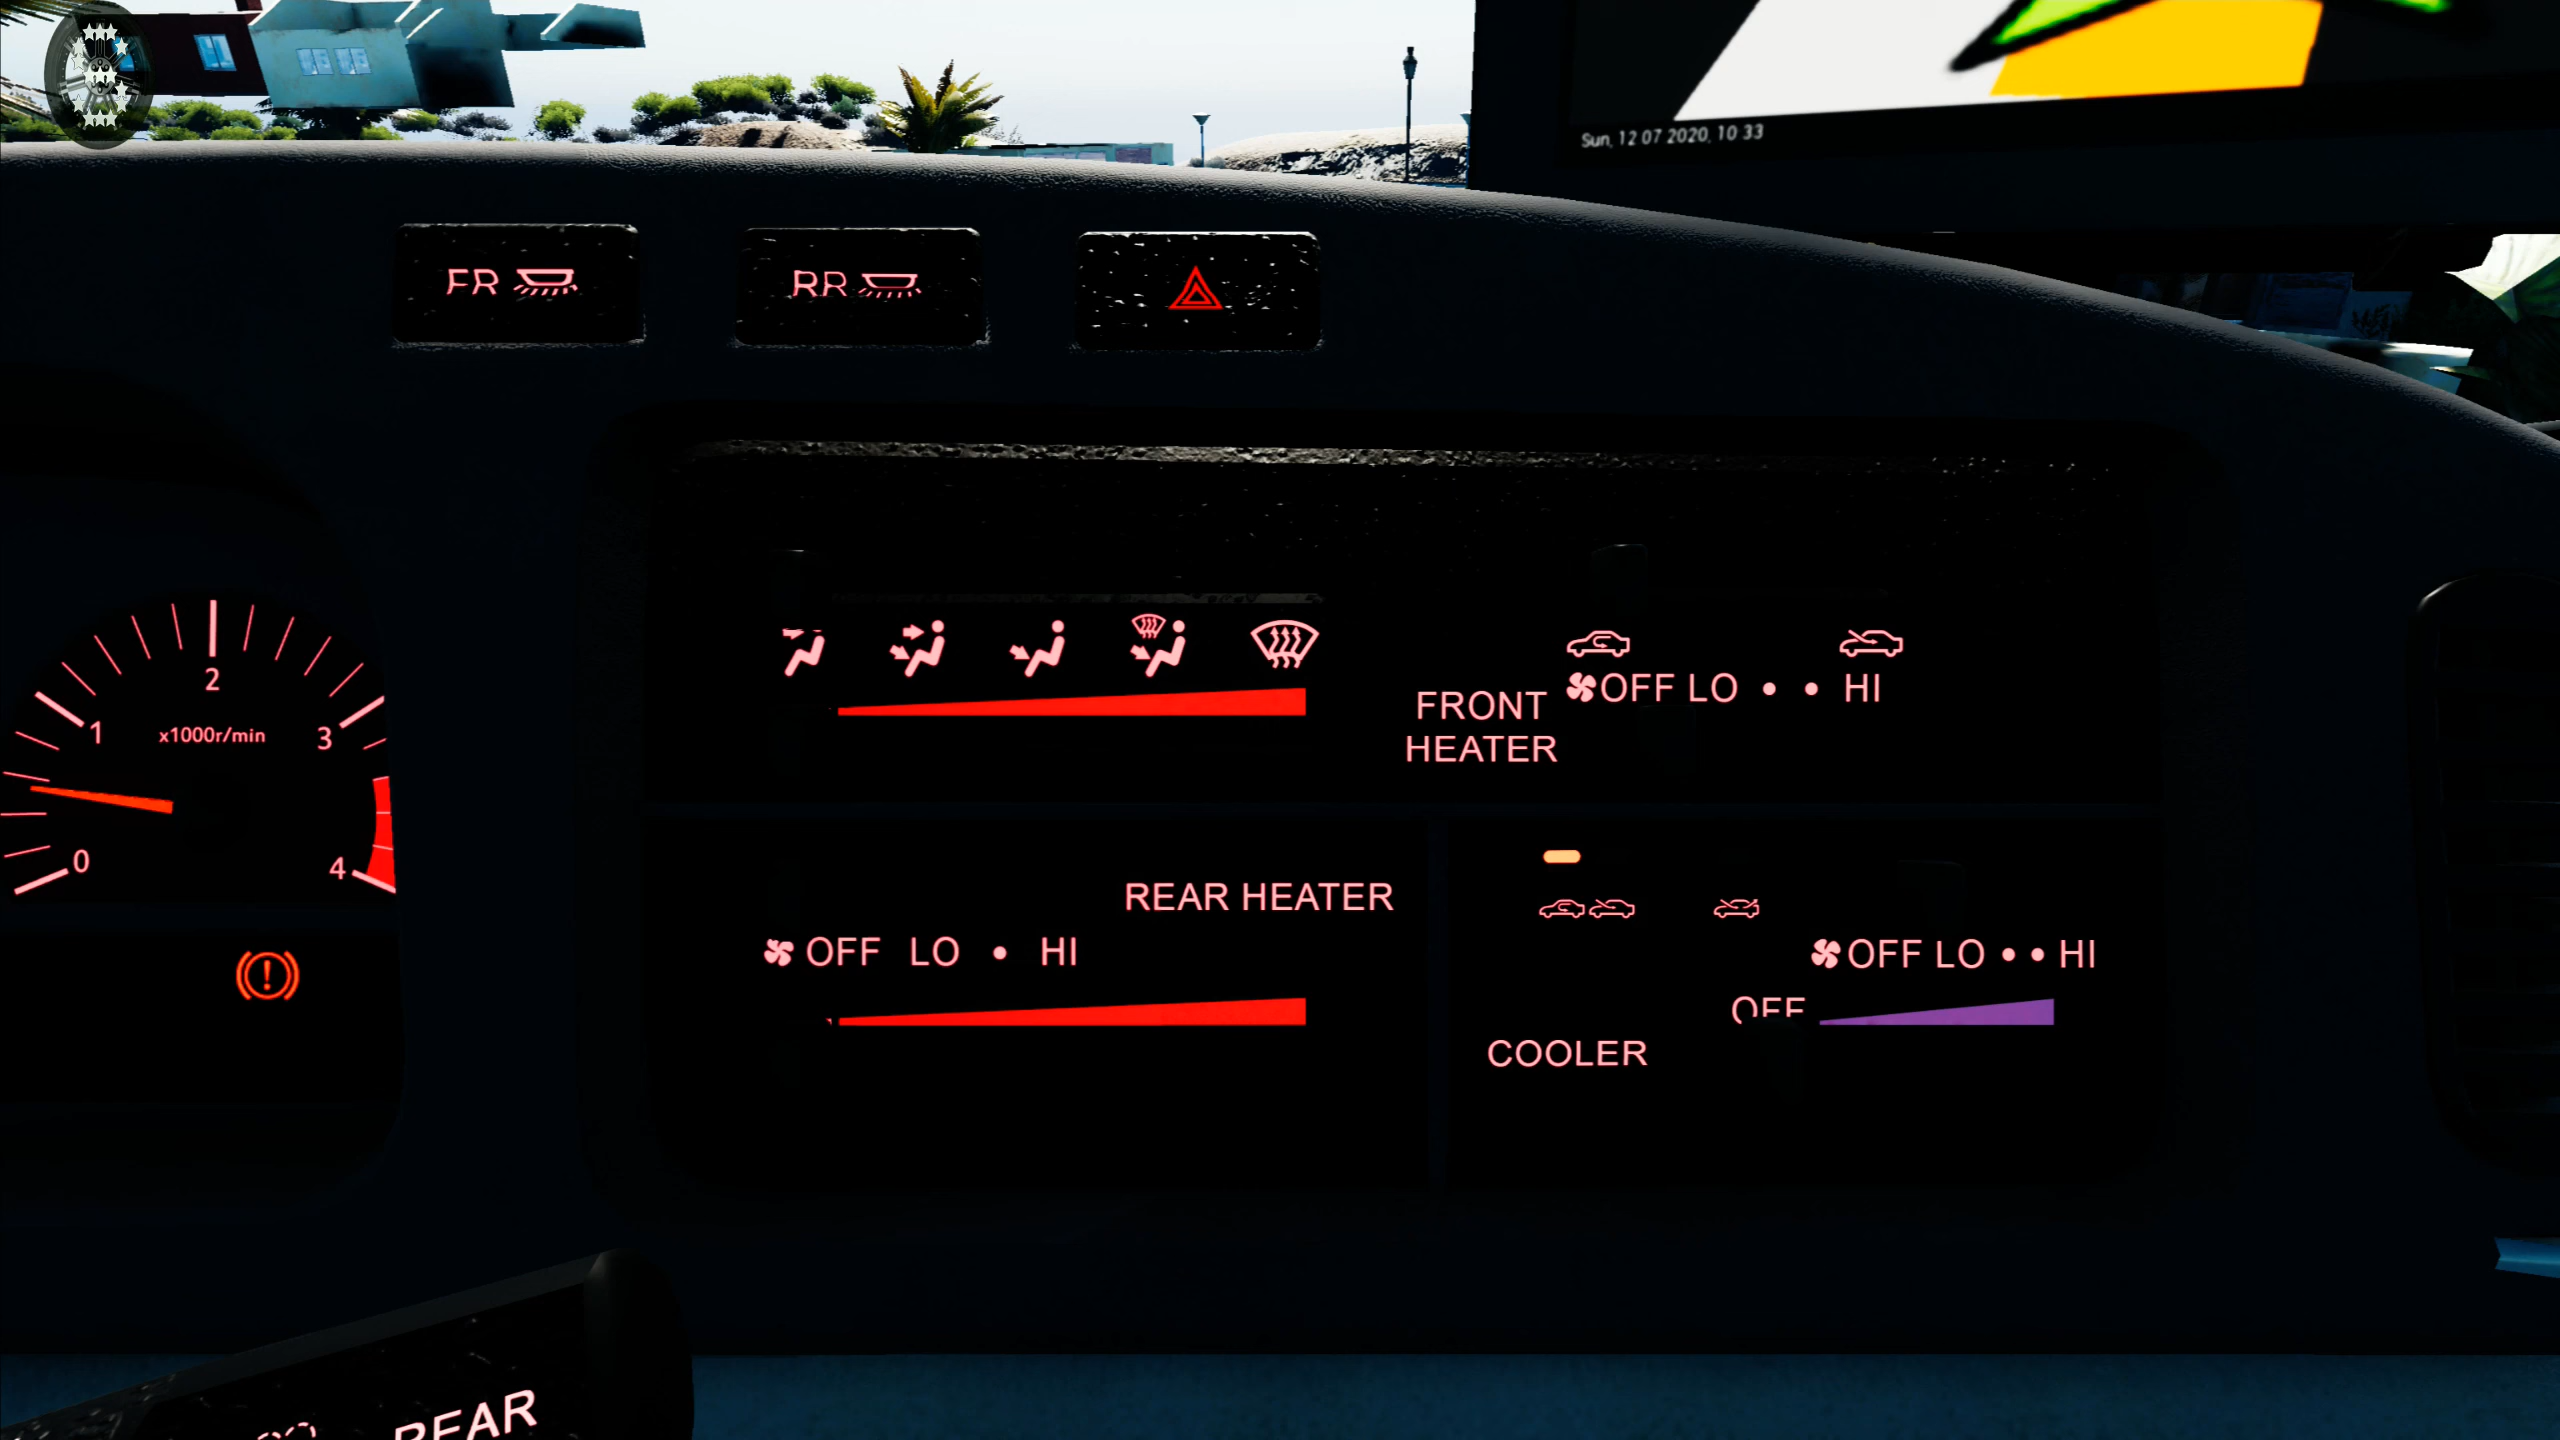 Sun, 12 07 2020, 10 33
FR
RR
2
1
3
x1000r/min
0
4
OFF LO • • HI
FRONT
HEATER
REAR HEATER
OFF LO • HI
OFF LO • • HI
OFF
COOLER
REAR